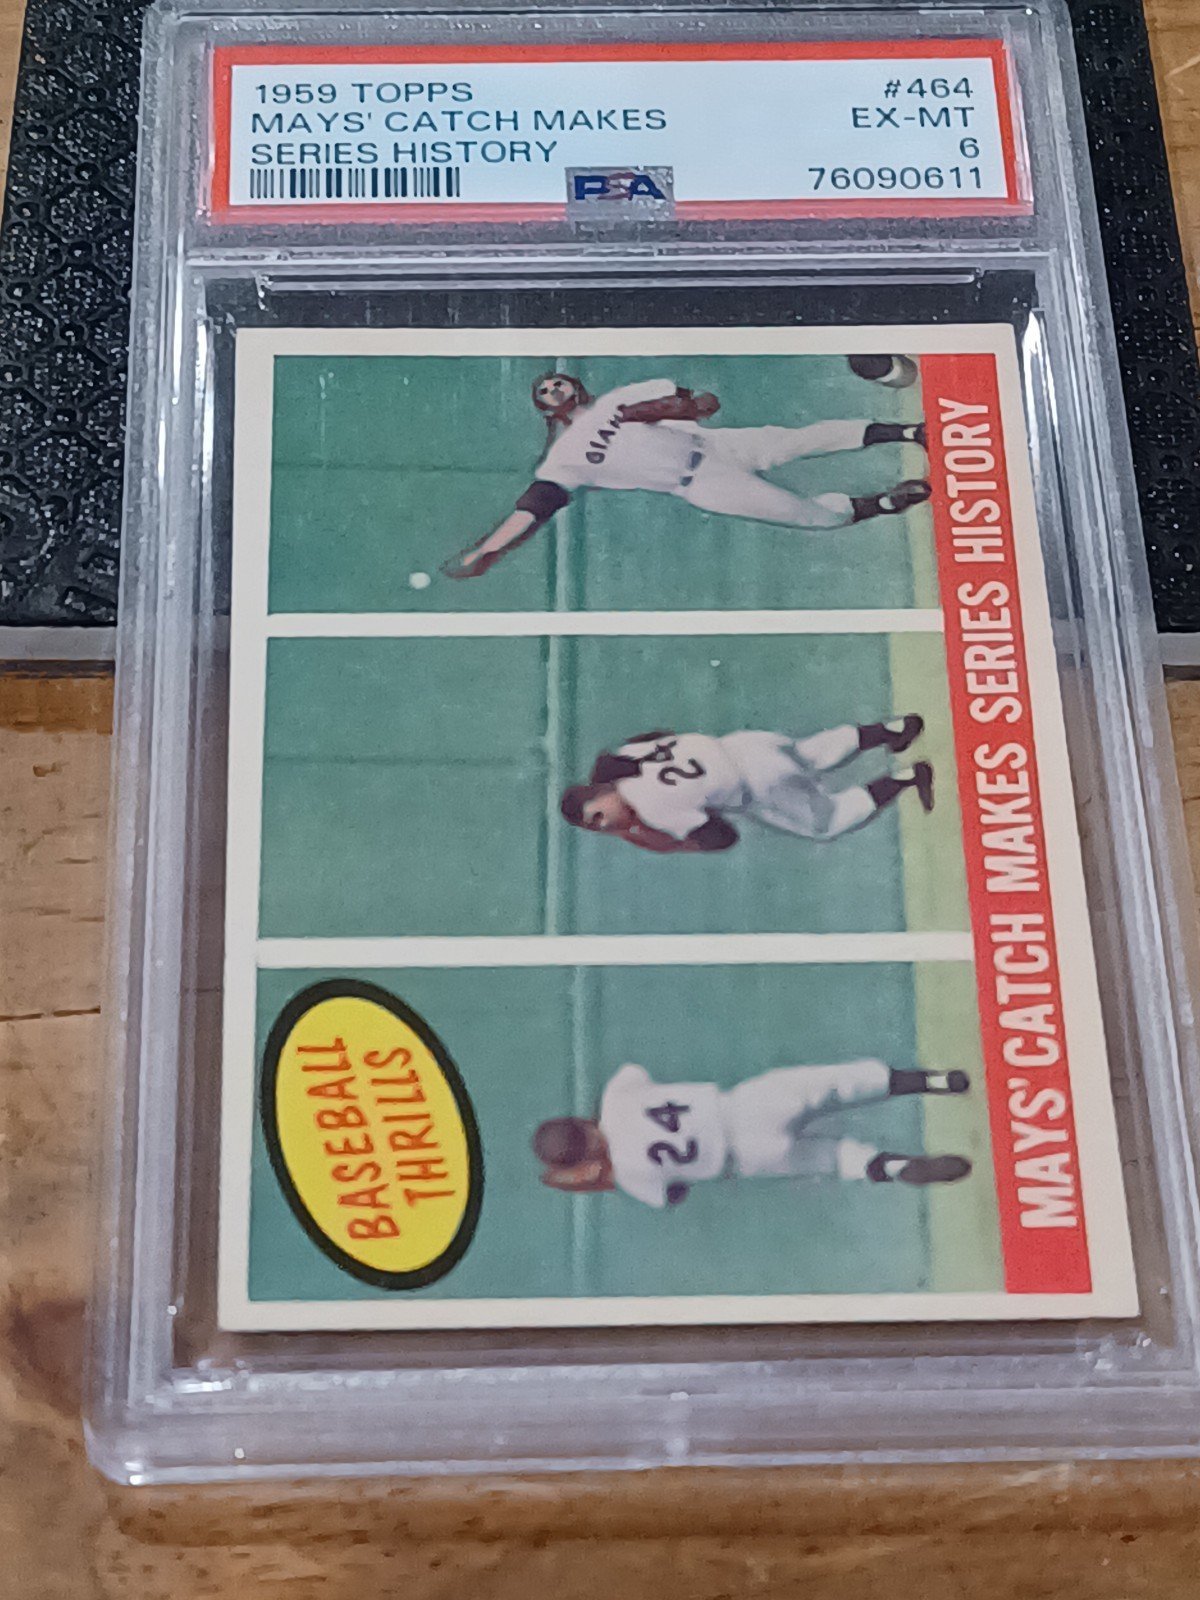 1959 TOPPS
#464
MAYS' CATCH MAKES
EX-MT
SERIES HISTORY
6
PSA
76090611
GIAN
24
24
BASEBALL
THRILLS
MAYS' CATCH MAKES SERIES HISTORY